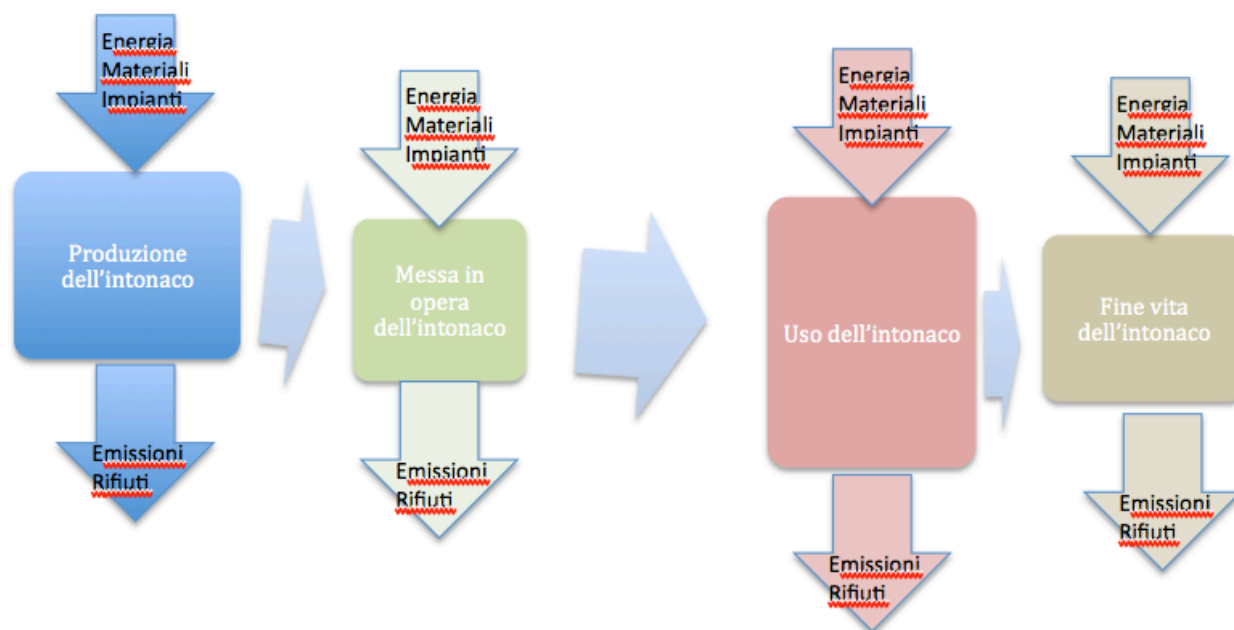 Energia
Materiali
Impianti
Produzione
dell'intonaco
Emissioni
Rifiuti
Energia
Materiali
Impianti
Messa in
opera
dell'intonaco
Emissioni
Rifiuti
Energia
Materiali
Impianti
Uso dell'intonaco
Emissioni
Rifiuti
Energia
Materiali
Impianti
Fine vita
dell'intonaco
Emissioni
Rifiuti